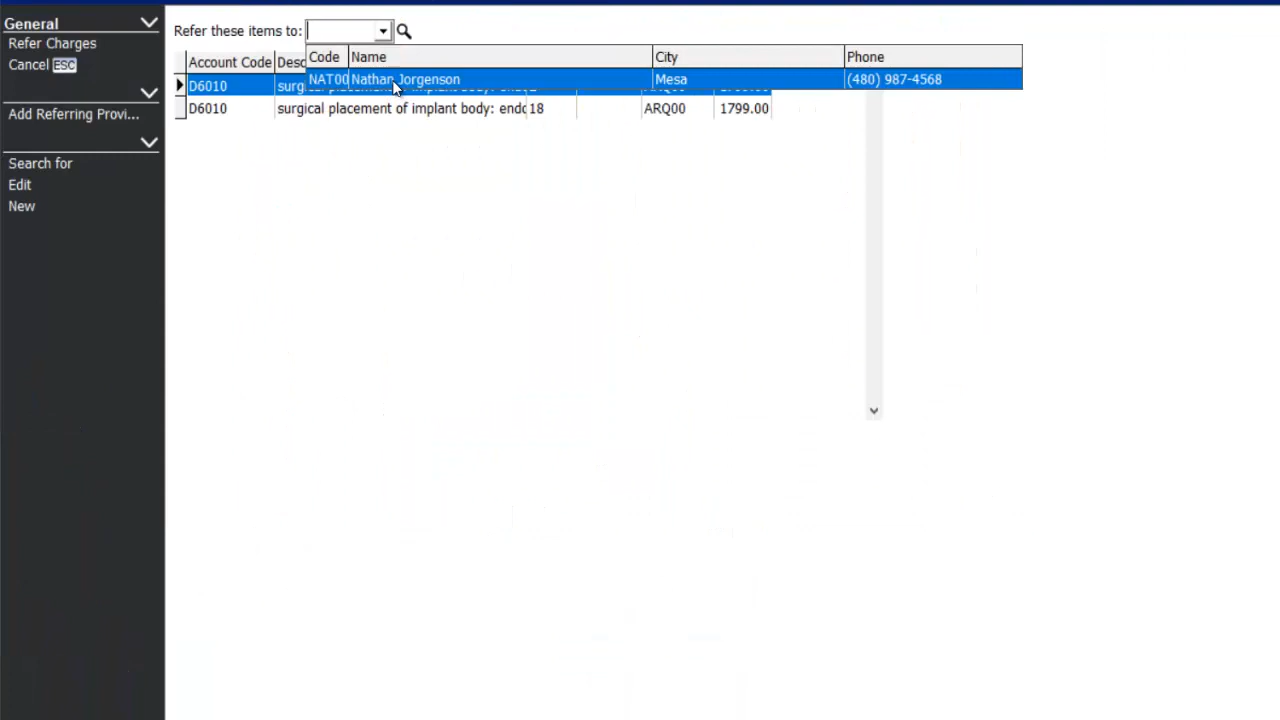 General
Refer Charges
Cancel ESC
Add Referring Provi...
Search for
Edit
New
Refer these items to:
Code Name City Phone
NAT00 Nathan Jorgenson Mesa (480) 987-4568
Account Code Desc
D6010 surgi
D6010 surgical placement of implant body: endo 18 ARQ00 1799.00